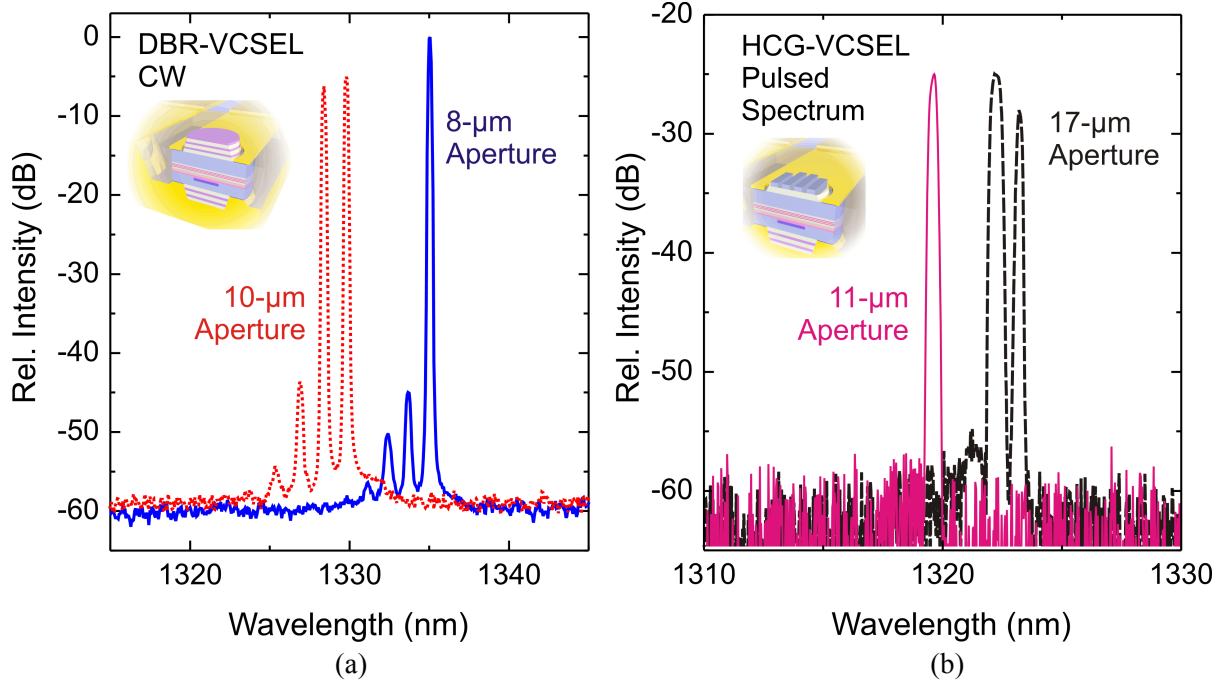 DBR-VCSEL
CW
8-μm
Aperture
10-μm
Aperture
0
-10
-20
-30
-40
-50
-60
Rel. Intensity (dB)
1320
1330
1340
Wavelength (nm)
(a)
HCG-VCSEL
Pulsed
Spectrum
17-μm
Aperture
11-μm
Aperture
-20
-30
-40
-50
-60
Rel. Intensity (dB)
1310
1320
1330
Wavelength (nm)
(b)